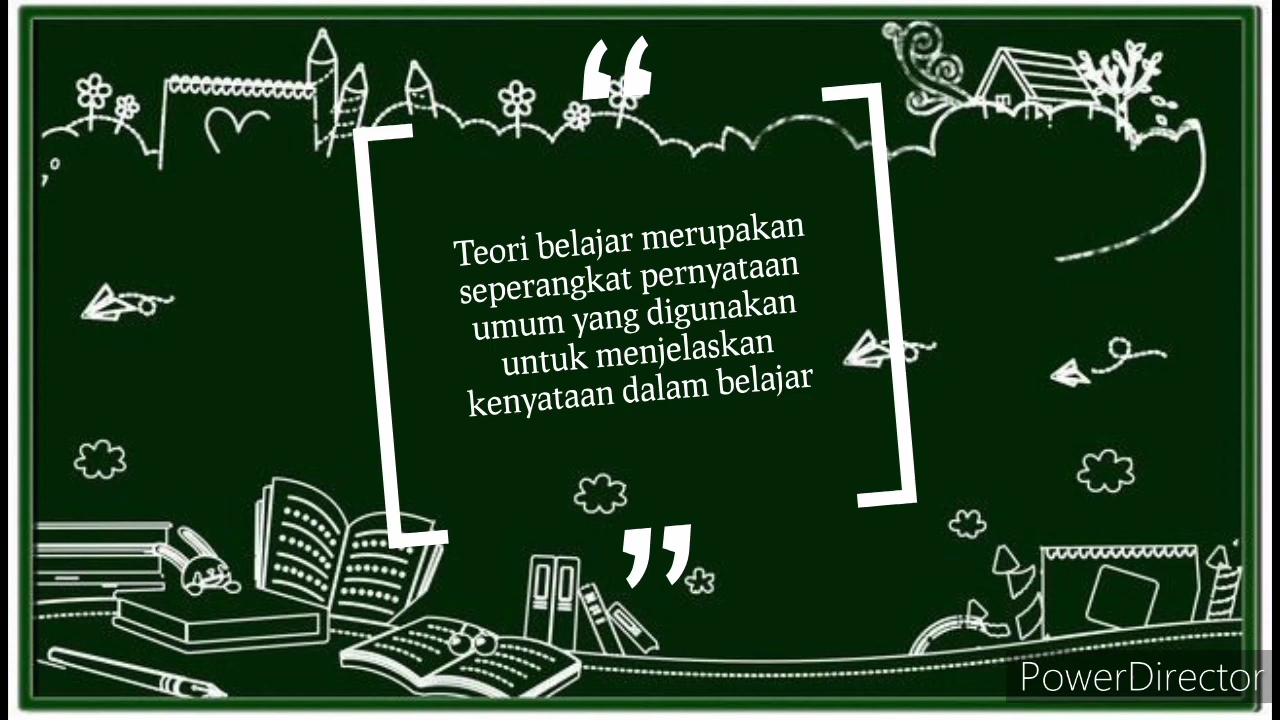 “
Teori belajar merupakan
seperangkat pernyataan
umum yang digunakan
untuk menjelaskan
kenyataan dalam belajar
”
PowerDirector